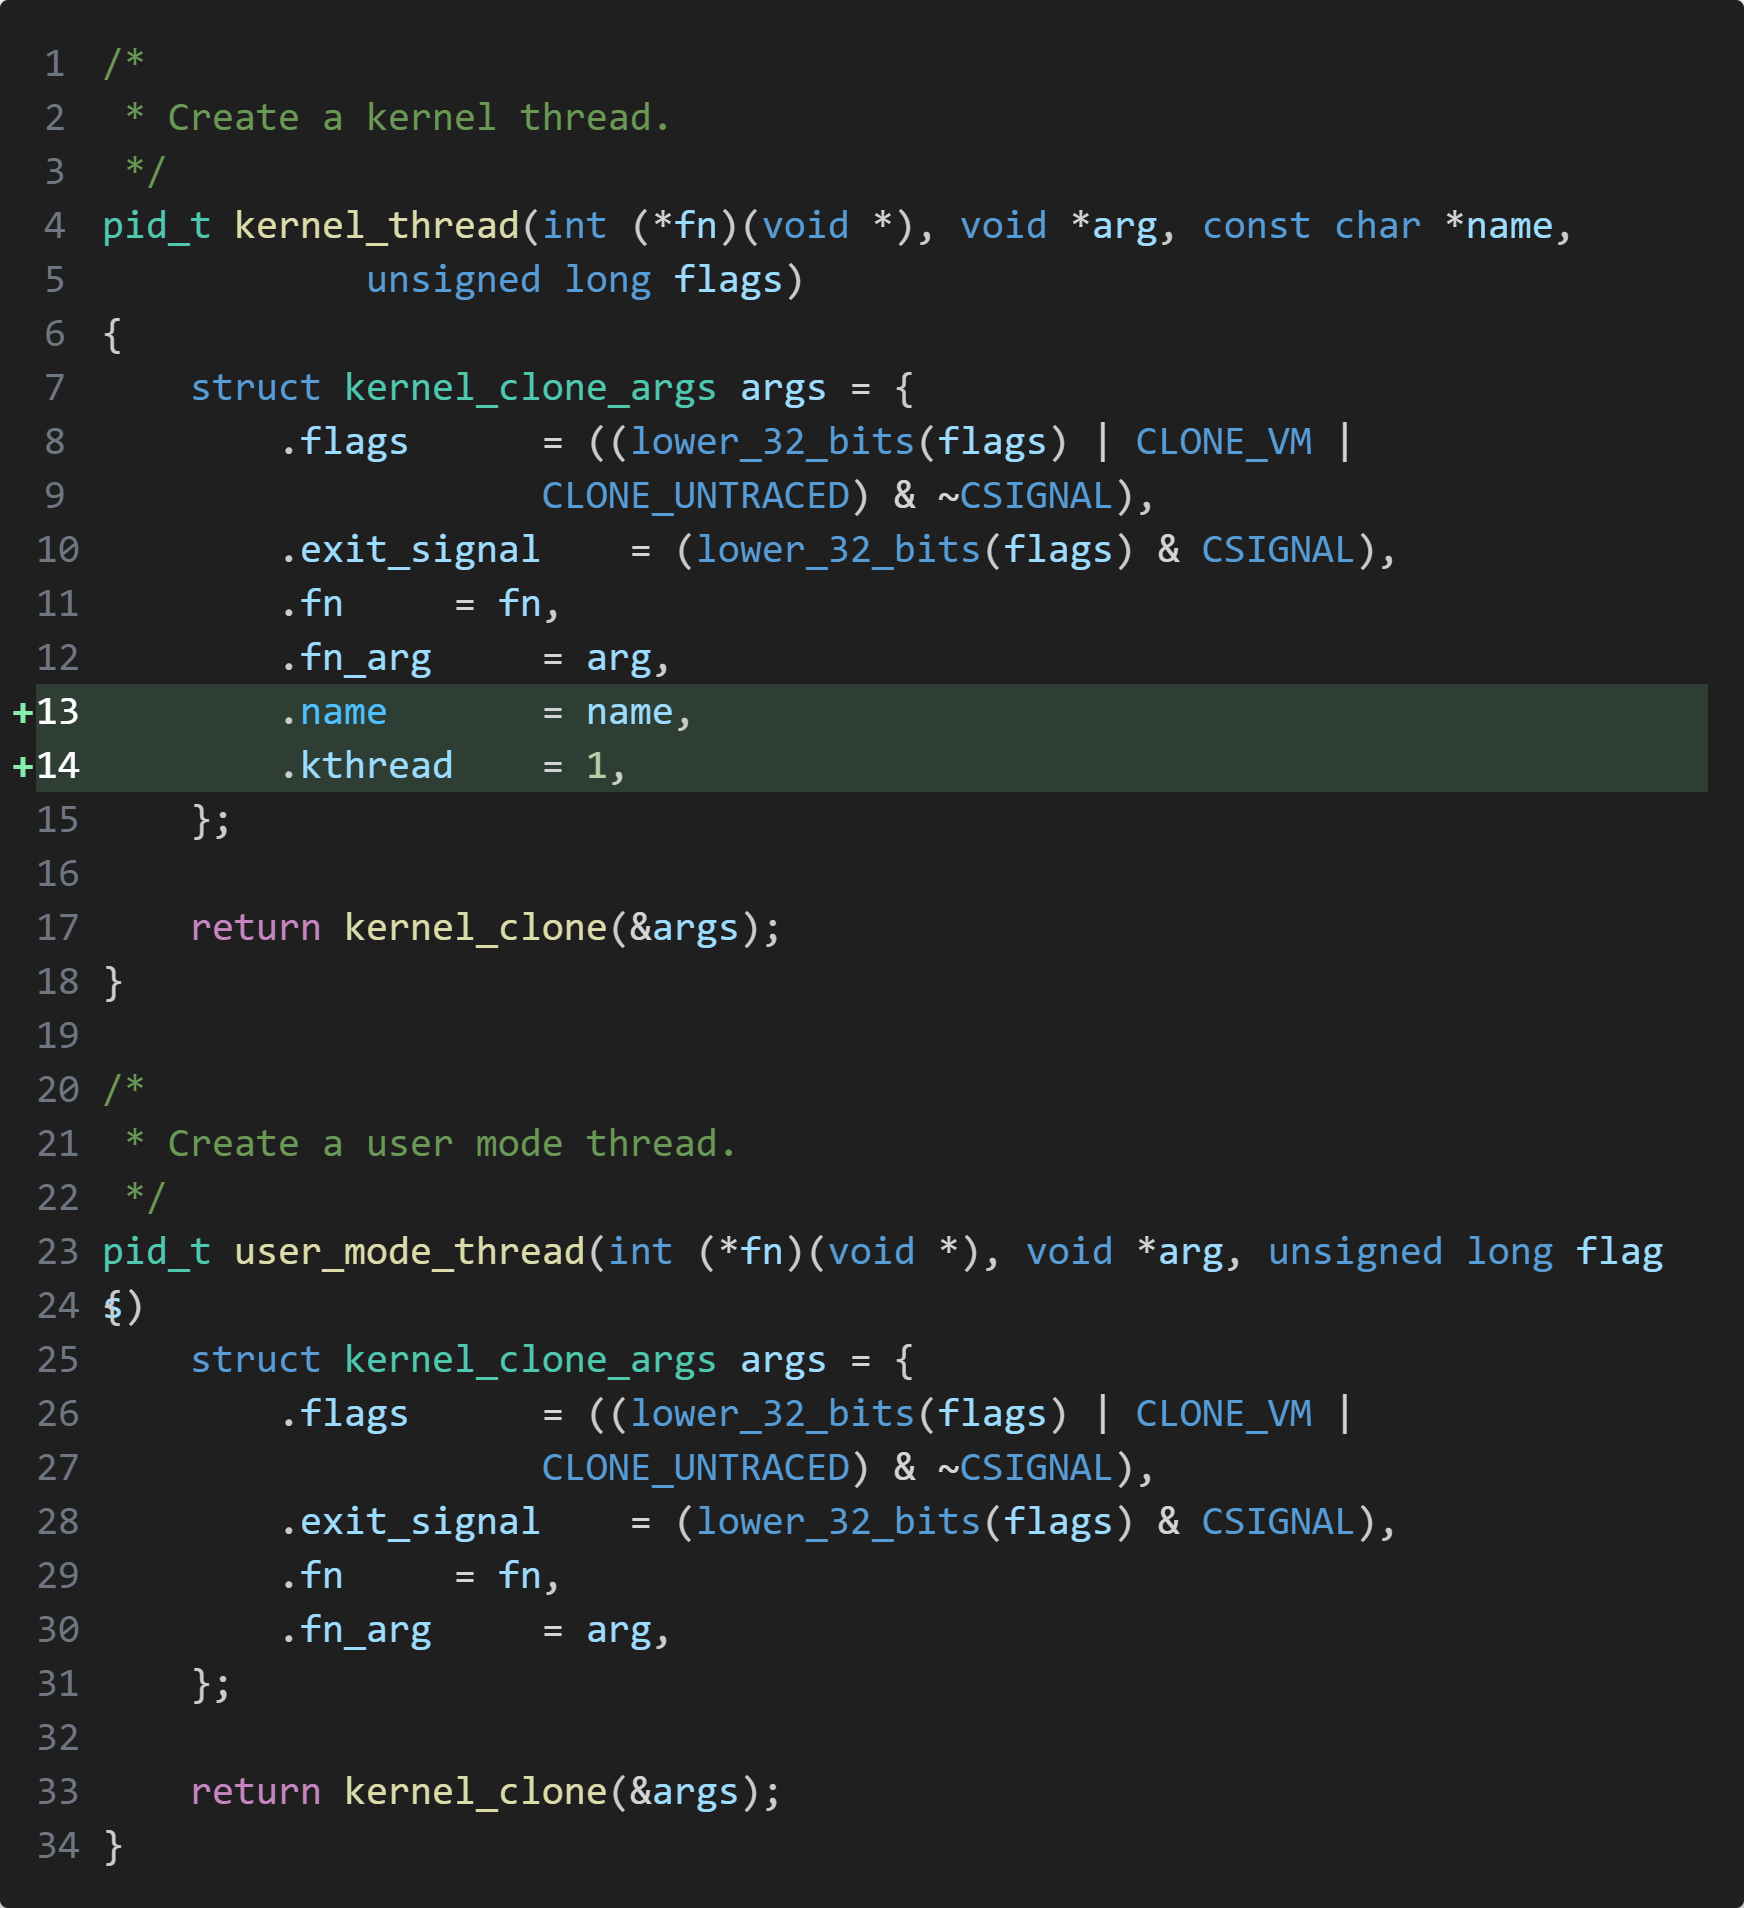 1 /*
2  * Create a kernel thread.
3  */
4 pid_t kernel_thread(int (*fn)(void *), void *arg, const char *name,
5             unsigned long flags)
6 {
7     struct kernel_clone_args args = {
8         .flags      = ((lower_32_bits(flags) | CLONE_VM |
9                     CLONE_UNTRACED) & ~CSIGNAL),
10         .exit_signal    = (lower_32_bits(flags) & CSIGNAL),
11         .fn     = fn,
12         .fn_arg     = arg,
+13         .name       = name,
+14         .kthread    = 1,
15     };
16
17     return kernel_clone(&args);
18 }
19
20 /*
21  * Create a user mode thread.
22  */
23 pid_t user_mode_thread(int (*fn)(void *), void *arg, unsigned long flag
s)
24 {
25     struct kernel_clone_args args = {
26         .flags      = ((lower_32_bits(flags) | CLONE_VM |
27                     CLONE_UNTRACED) & ~CSIGNAL),
28         .exit_signal    = (lower_32_bits(flags) & CSIGNAL),
29         .fn     = fn,
30         .fn_arg     = arg,
31     };
32
33     return kernel_clone(&args);
34 }